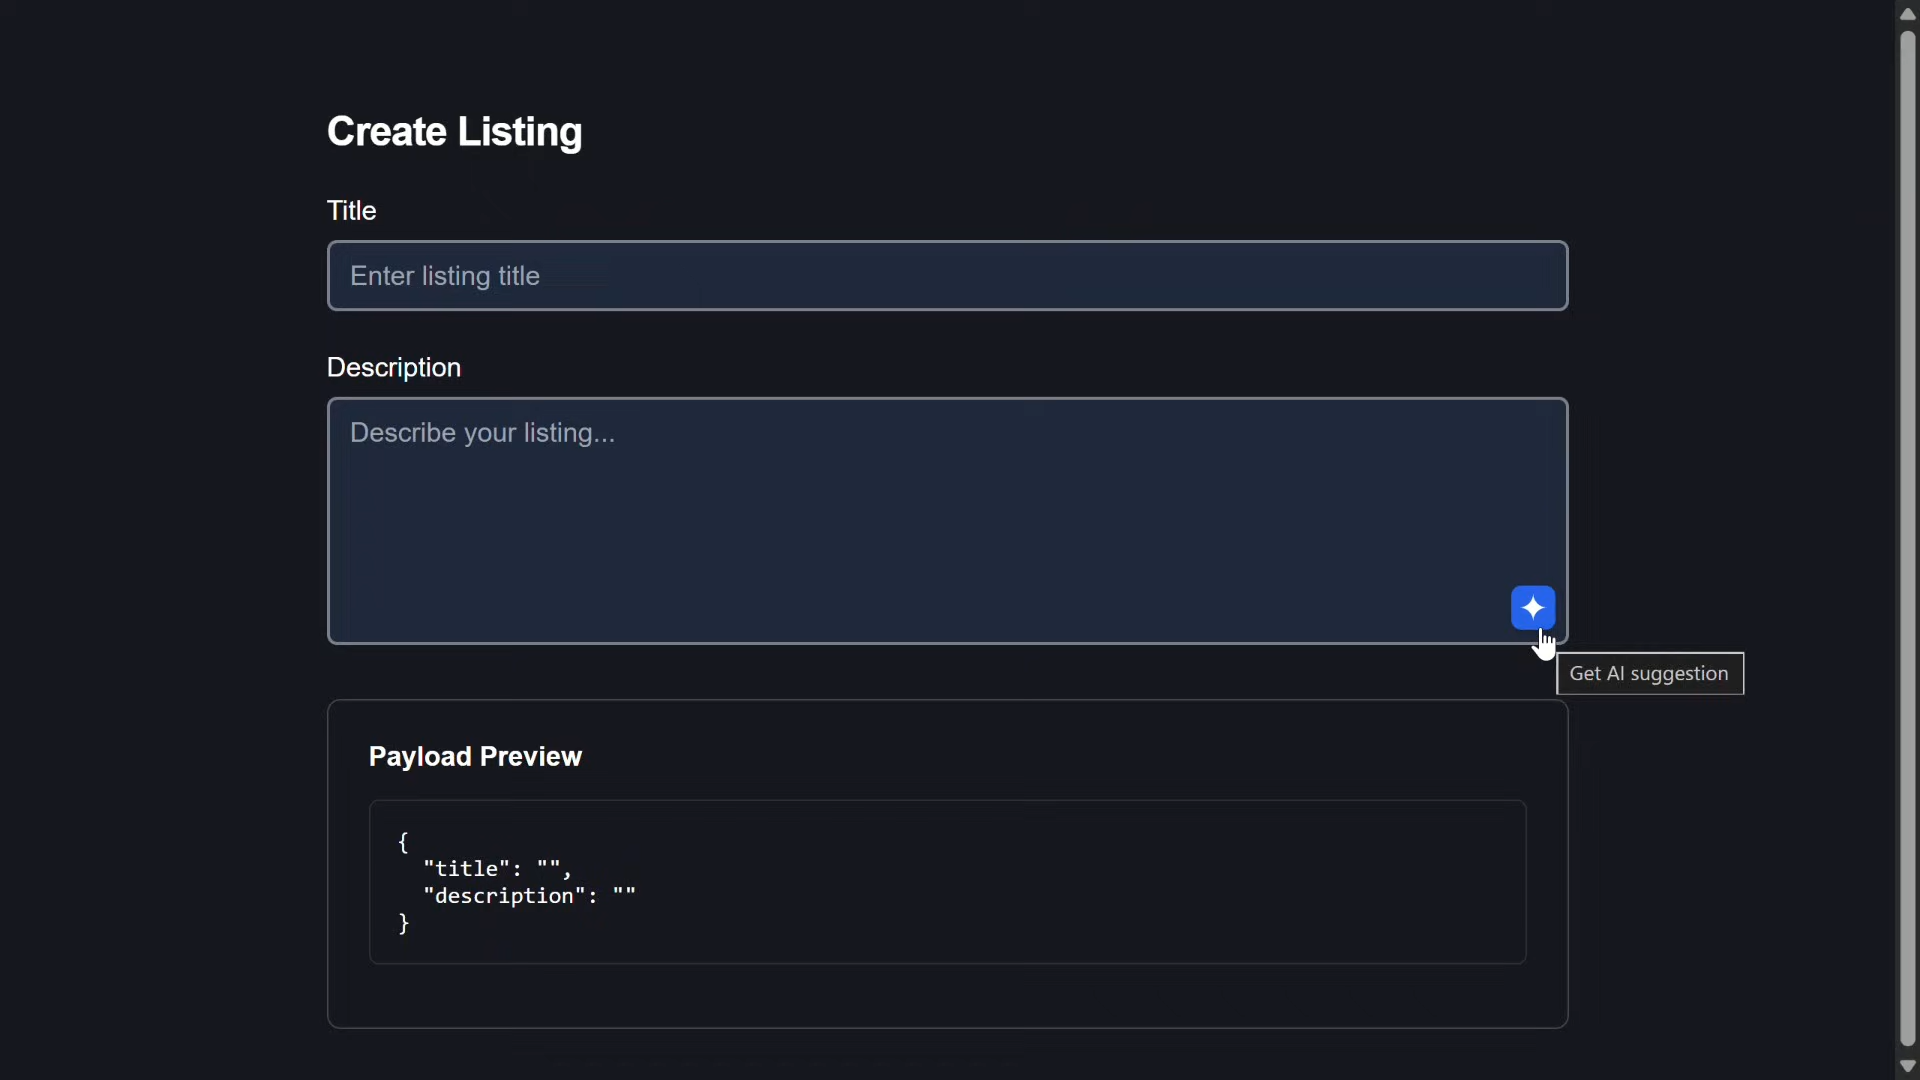 Create Listing
Title
Enter listing title
Description
Describe your listing...
Get AI suggestion
Payload Preview
{
  "title": "",
  "description": ""
}